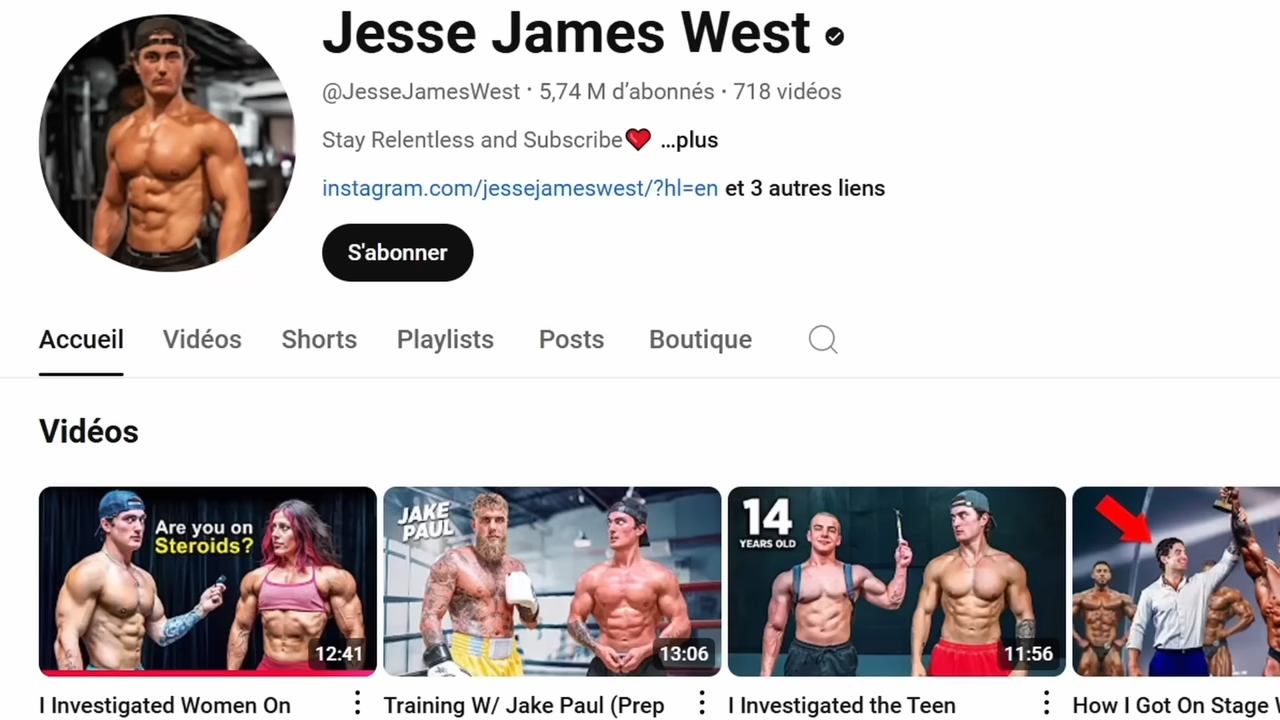 Jesse James West
@JesseJamesWest · 5,74 M d’abonnés · 718 vidéos
Stay Relentless and Subscribe❤️ ...plus
instagram.com/jessejameswest/?hl=en et 3 autres liens
S'abonner
Accueil Vidéos Shorts Playlists Posts Boutique
Vidéos
Are you on
Steroids?
12:41
JAKE
PAUL
13:06
14
YEARS OLD
11:56
I Investigated Women On
Training W/ Jake Paul (Prep
I Investigated the Teen
How I Got On Stage